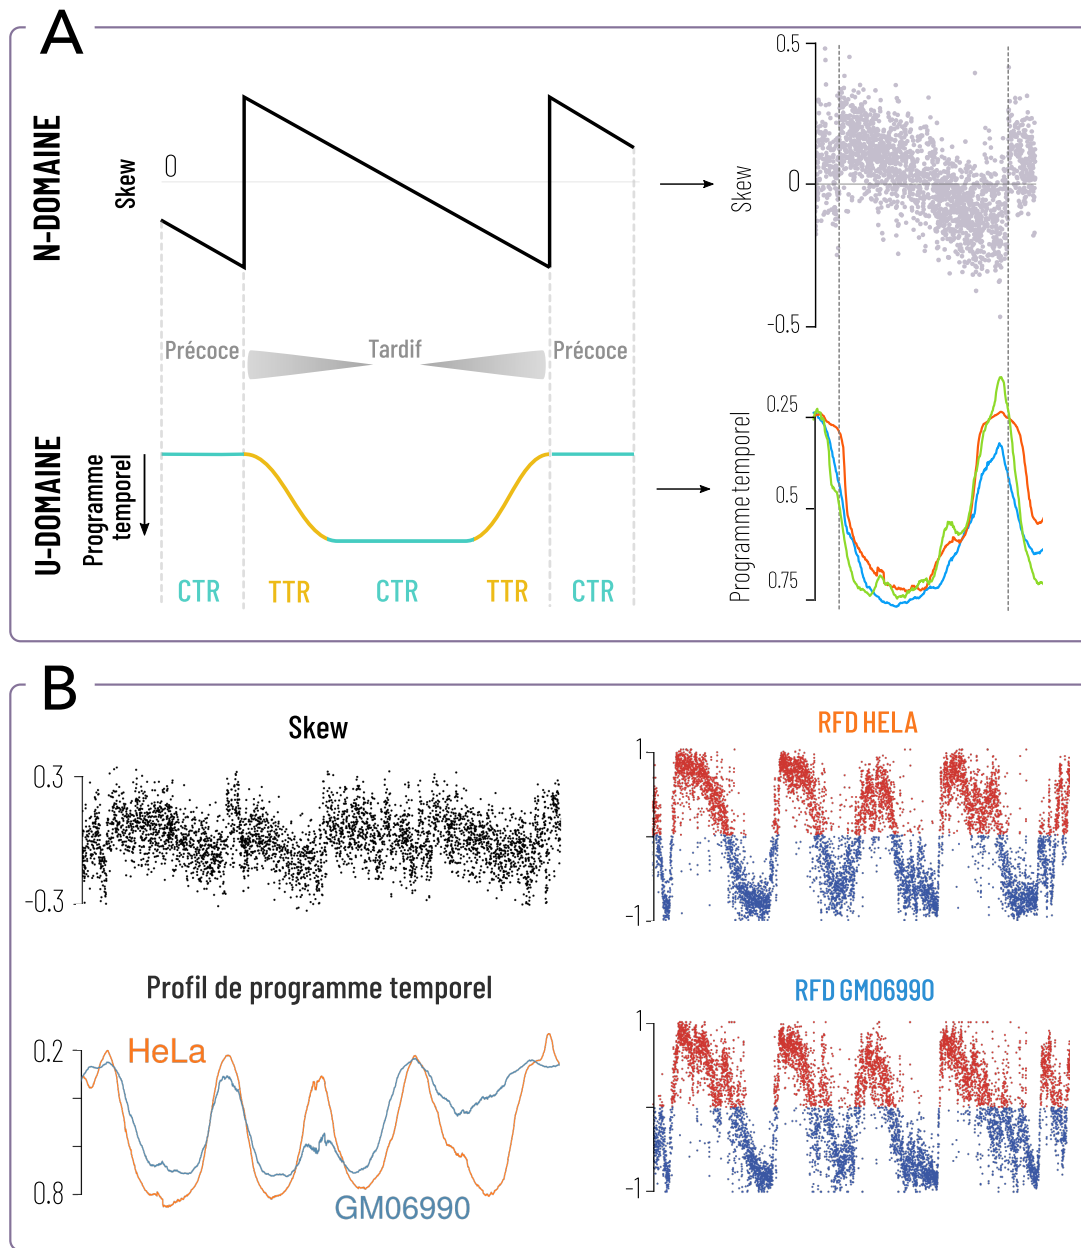 A
N-DOMAINE
Skew
0
Précoce
Tardif
Précoce
U-DOMAINE
Programme
temporel
CTR
TTR
CTR
TTR
CTR
Skew
0.5
0
-0.5
Programme temporel
0.25
0.5
0.75
B
Skew
0.3
-0.3
RFD HELA
1
-1
Profil de programme temporel
0.2
0.8
HeLa
GM06990
RFD GM06990
1
-1